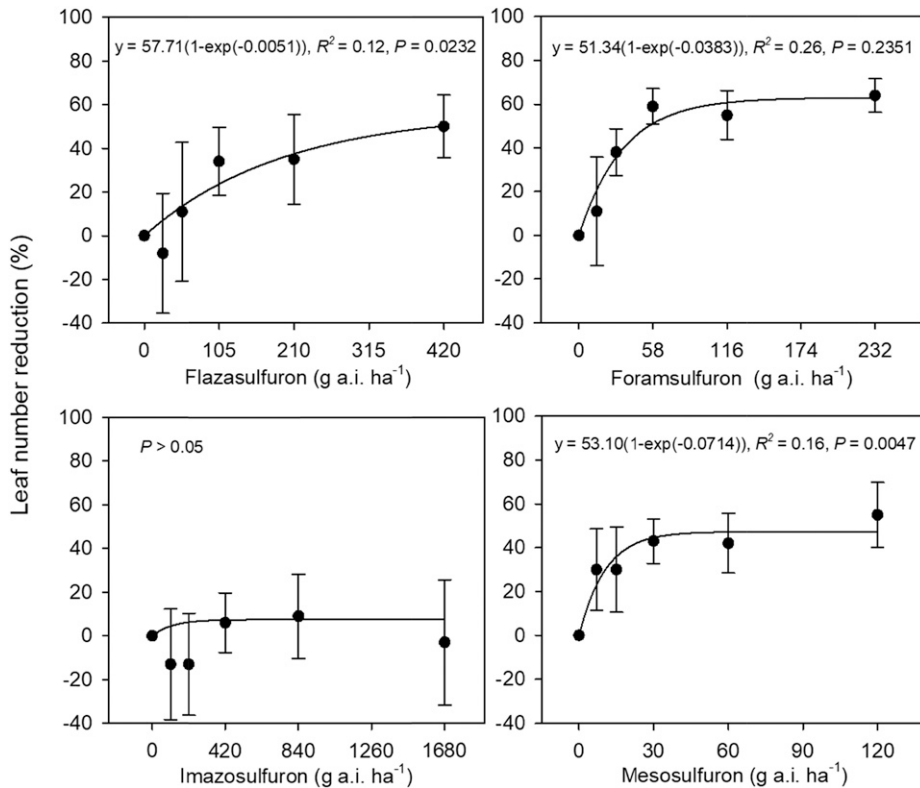 y = 57.71(1-exp(-0.0051)), R² = 0.12, P = 0.0232
100
80
60
40
20
0
-20
-40
0 105 210 315 420
Flazasulfuron (g a.i. ha⁻¹)
y = 51.34(1-exp(-0.0383)), R² = 0.26, P = 0.2351
100
80
60
40
20
0
-20
-40
0 58 116 174 232
Foramsulfuron (g a.i. ha⁻¹)
Leaf number reduction (%)
P > 0.05
100
80
60
40
20
0
-20
-40
0 420 840 1260 1680
Imazosulfuron (g a.i. ha⁻¹)
y = 53.10(1-exp(-0.0714)), R² = 0.16, P = 0.0047
100
80
60
40
20
0
-20
-40
0 30 60 90 120
Mesosulfuron (g a.i. ha⁻¹)